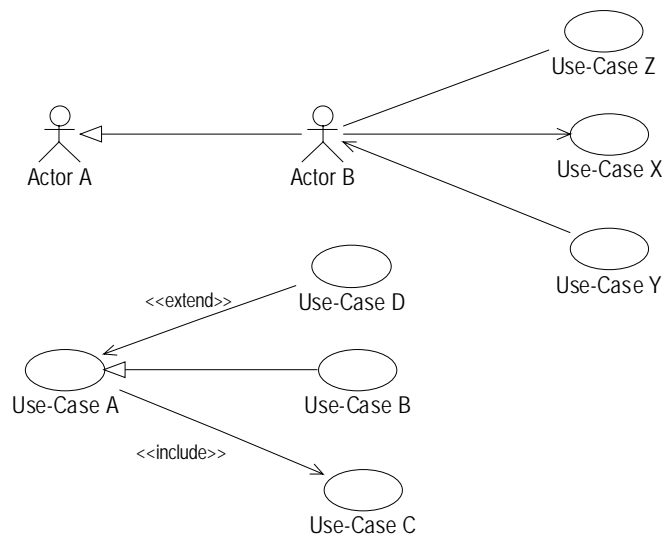 Use-Case Z
Actor A
Actor B
Use-Case X
Use-Case Y
<<extend>>
Use-Case D
Use-Case A
Use-Case B
<<include>>
Use-Case C